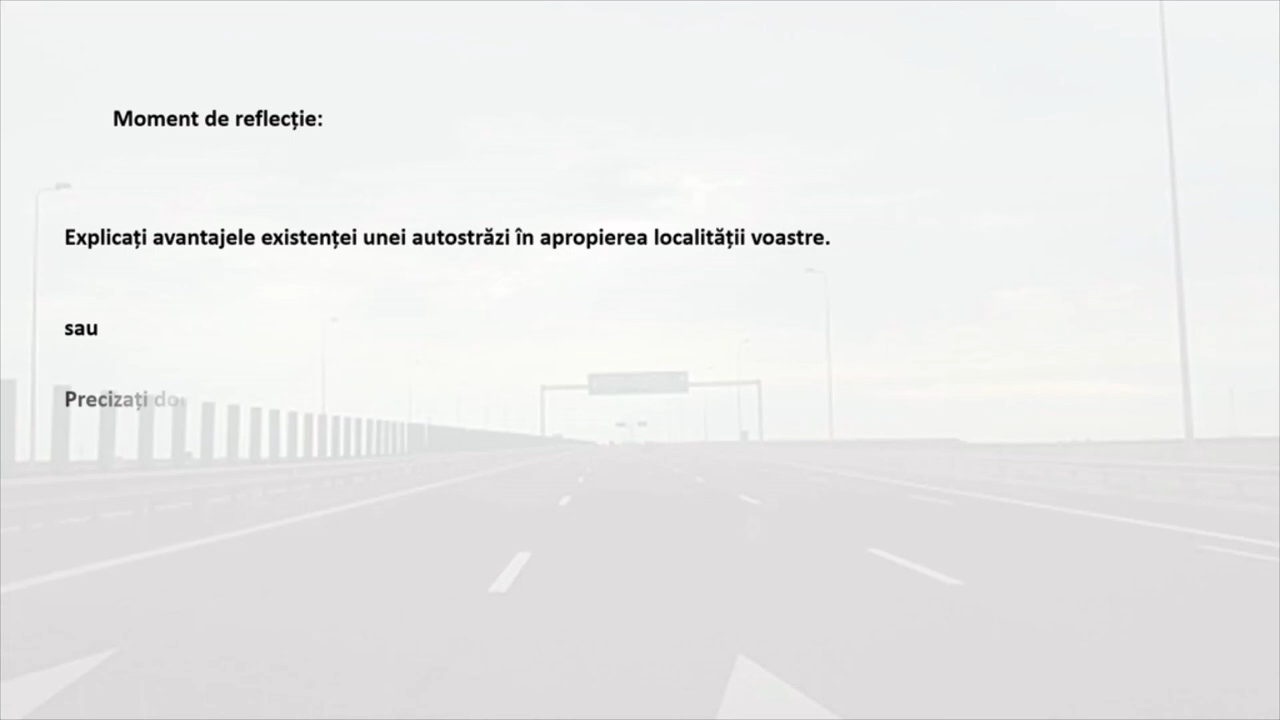 Moment de reflecție:
Explicați avantajele existenței unei autostrăzi în apropierea localității voastre.
sau
Precizați